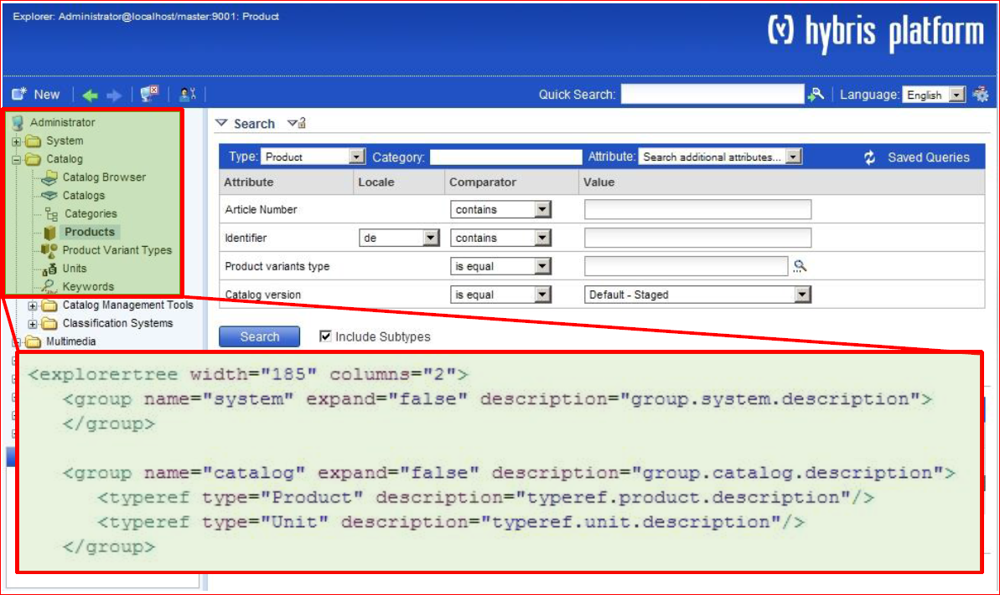 Explorer: Administrator@localhost/master:9001: Product
(y) hybris platform
New
Quick Search:
Language: English
Administrator
System
Catalog
Catalog Browser
Catalogs
Categories
Products
Product Variant Types
Units
Keywords
Catalog Management Tools
Classification Systems
Multimedia
Search
Type: Product Category: Attribute: Search additional attributes... Saved Queries
Attribute Locale Comparator Value
Article Number contains
Identifier de contains
Product variants type is equal
Catalog version is equal Default - Staged
Search Include Subtypes
<explorertree width="185" columns="2">
<group name="system" expand="false" description="group.system.description">
</group>
<group name="catalog" expand="false" description="group.catalog.description">
<typeref type="Product" description="typeref.product.description"/>
<typeref type="Unit" description="typeref.unit.description"/>
</group>